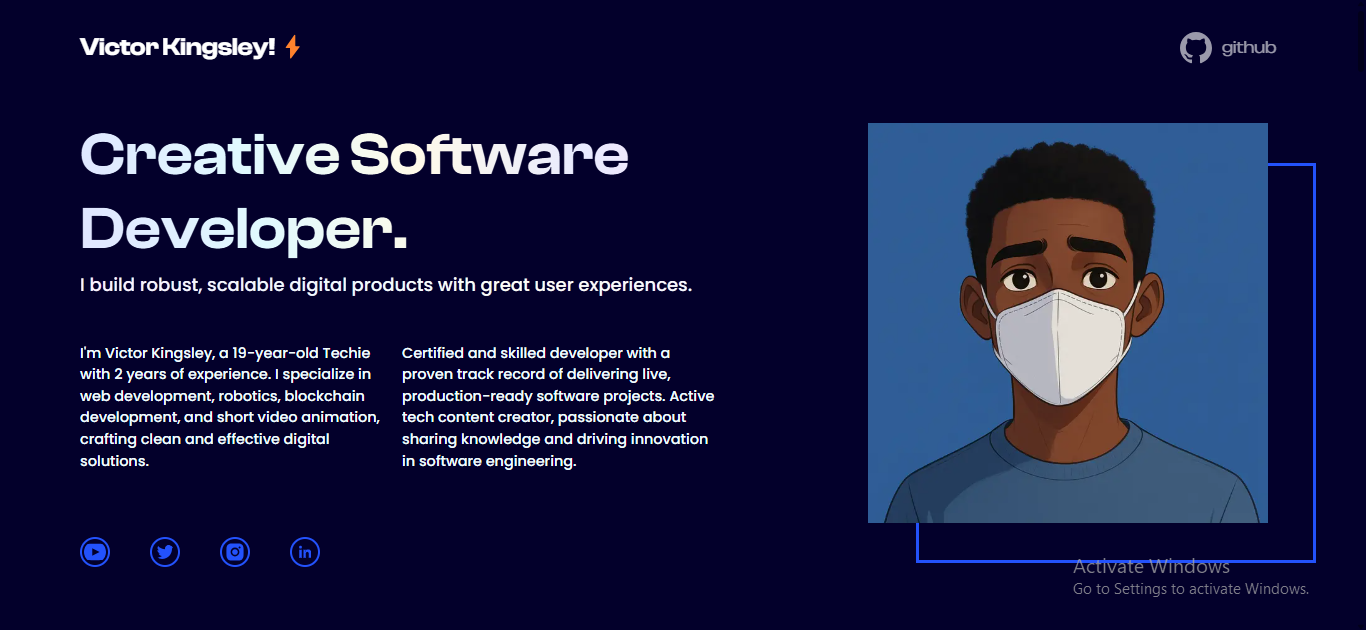 Victor Kingsley!
github
Creative Software
Developer.
I build robust, scalable digital products with great user experiences.
I'm Victor Kingsley, a 19-year-old Techie
with 2 years of experience. I specialize in
web development, robotics, blockchain
development, and short video animation,
crafting clean and effective digital
solutions.
Certified and skilled developer with a
proven track record of delivering live,
production-ready software projects. Active
tech content creator, passionate about
sharing knowledge and driving innovation
in software engineering.
in
Activate Windows
Go to Settings to activate Windows.